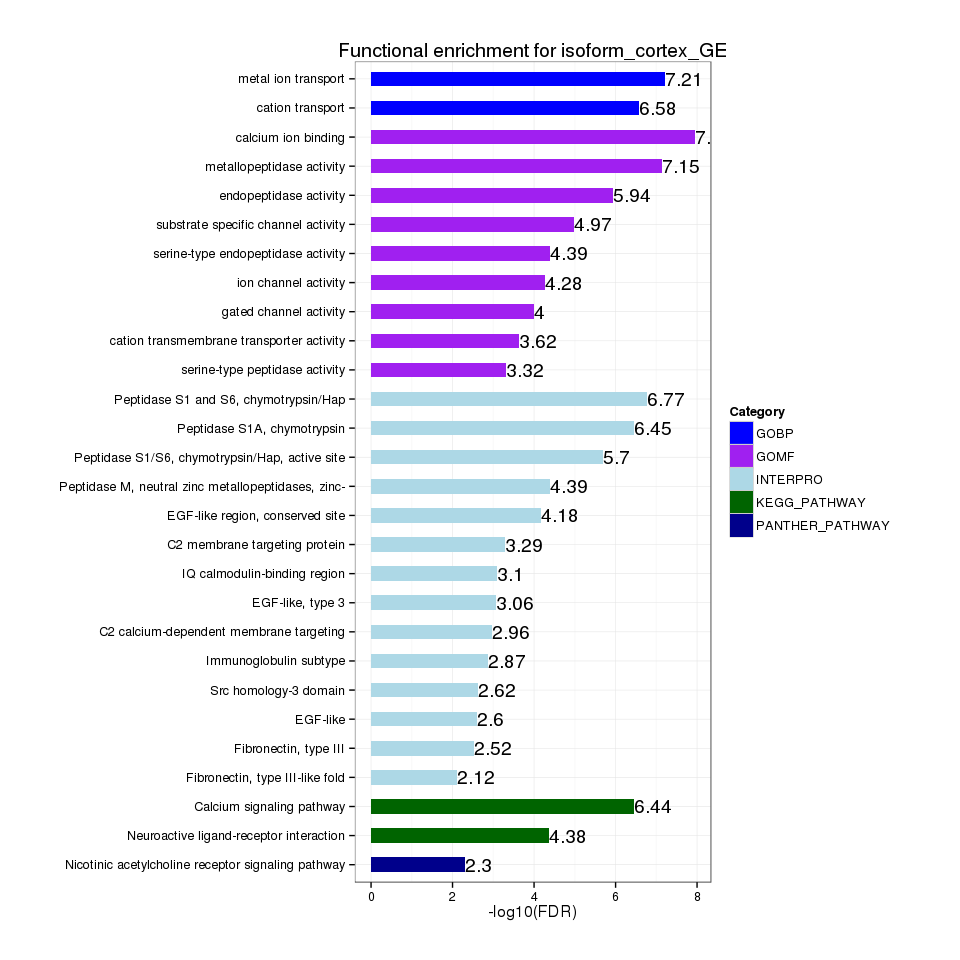 Functional enrichment for isoform_cortex_GE
metal ion transport 7.21
cation transport 6.58
calcium ion binding 7.
metallopeptidase activity 7.15
endopeptidase activity 5.94
substrate specific channel activity 4.97
serine-type endopeptidase activity 4.39
ion channel activity 4.28
gated channel activity 4
cation transmembrane transporter activity 3.62
serine-type peptidase activity 3.32
Peptidase S1 and S6, chymotrypsin/Hap 6.77
Peptidase S1A, chymotrypsin 6.45
Peptidase S1/S6, chymotrypsin/Hap, active site 5.7
Peptidase M, neutral zinc metallopeptidases, zinc- 4.39
EGF-like region, conserved site 4.18
C2 membrane targeting protein 3.29
IQ calmodulin-binding region 3.1
EGF-like, type 3 3.06
C2 calcium-dependent membrane targeting 2.96
Immunoglobulin subtype 2.87
Src homology-3 domain 2.62
EGF-like 2.6
Fibronectin, type III 2.52
Fibronectin, type III-like fold 2.12
Calcium signaling pathway 6.44
Neuroactive ligand-receptor interaction 4.38
Nicotinic acetylcholine receptor signaling pathway 2.3
0 2 4 6 8
-log10(FDR)
Category
GOBP
GOMF
INTERPRO
KEGG_PATHWAY
PANTHER_PATHWAY